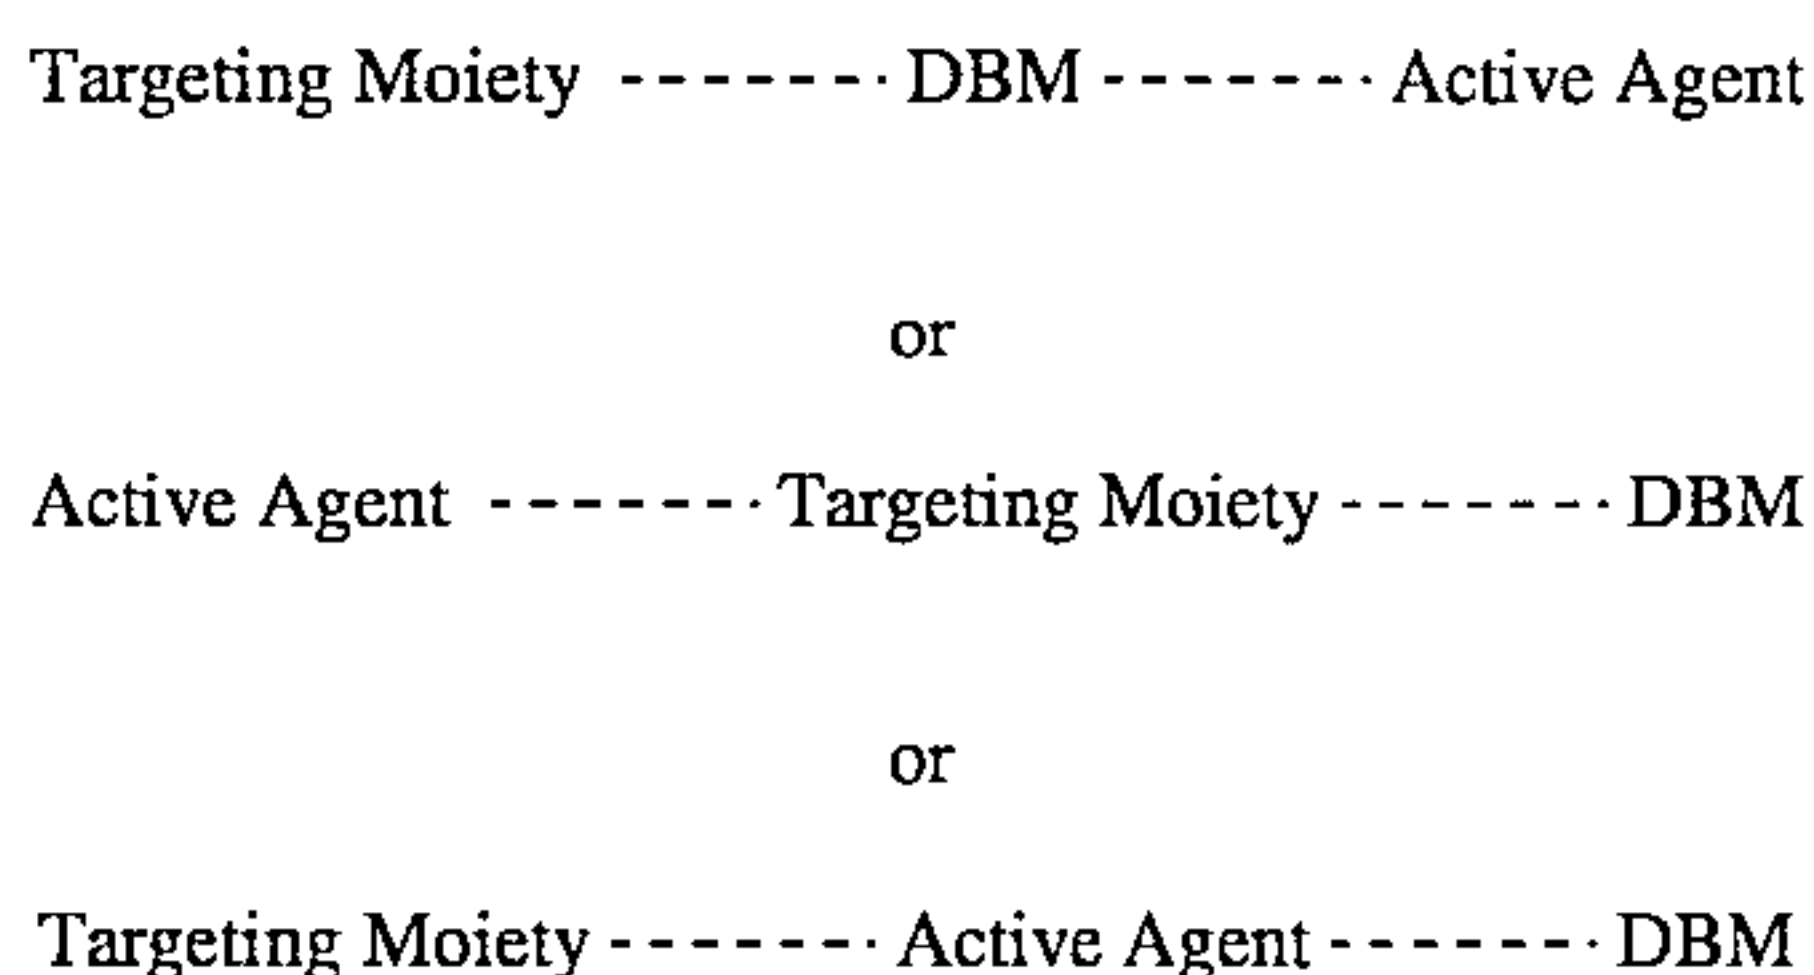 Targeting Moiety ------- DBM ------- Active Agent
or
Active Agent ------- Targeting Moiety ------- DBM
or
Targeting Moiety ------- Active Agent ------- DBM